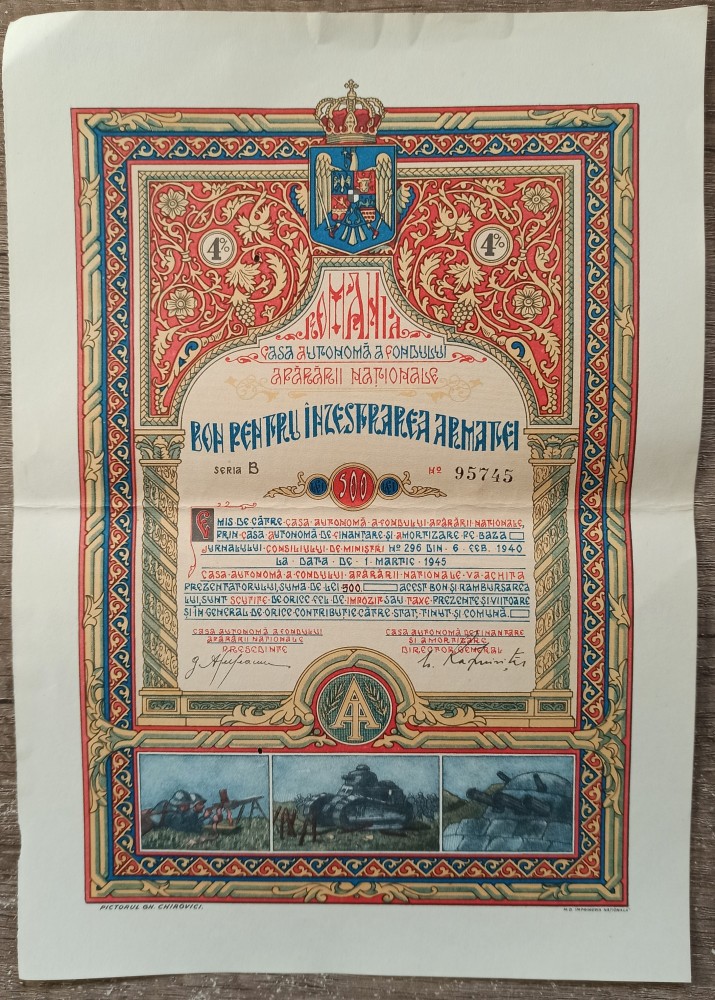 4%
4%
ROMÂNIA
CASA AUTONOMĂ A FONDULUI
APĂRĂRII NAȚIONALE
BON PENTRU ÎNZESTRAREA ARMATEI
SERIA B
Nº 95745
500
EMIS DE CĂTRE CASA AUTONOMĂ A FONDULUI APĂRĂRII NAȚIONALE,
PRIN CASA AUTONOMĂ DE FINANȚARE ȘI AMORTIZARE PE BAZA
JURNALULUI CONSILIULUI DE MINIȘTRI Nº 296 DIN 6 FEB. 1940
LA DATA DE 1 MARTIE 1945
CASA AUTONOMĂ A FONDULUI APĂRĂRII NAȚIONALE VA ACHITA
PREZENTATORULUI, SUMA DE LEI 500 ACEST BON ȘI RAMBURSAREA
LUI, SUNT SCUTITE DE ORICE FEL DE IMPOZIT SAU TAXE PREZENTE ȘI VIITOARE
ȘI ÎN GENERAL DE ORICE CONTRIBUȚIE CĂTRE STAT, ȚINUT ȘI COMUNĂ.
CASA AUTONOMĂ A FONDULUI
APĂRĂRII NAȚIONALE
PREȘEDINTE
CASA AUTONOMĂ DE FINANȚARE
ȘI AMORTIZARE
DIRECTOR GENERAL
PICTORUL GH. CHIROVICI.
M.O. IMPRIMERIA NAȚIONALĂ